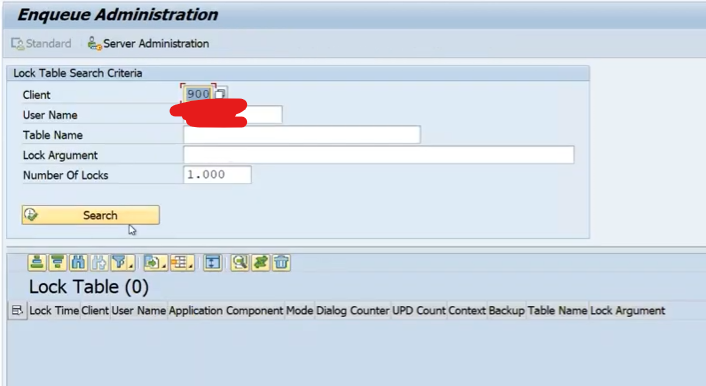 Enqueue Administration
Standard Server Administration
Lock Table Search Criteria
Client 900
User Name
Table Name
Lock Argument
Number Of Locks 1.000
Search
Lock Table (0)
Lock Time Client User Name Application Component Mode Dialog Counter UPD Count Context Backup Table Name Lock Argument